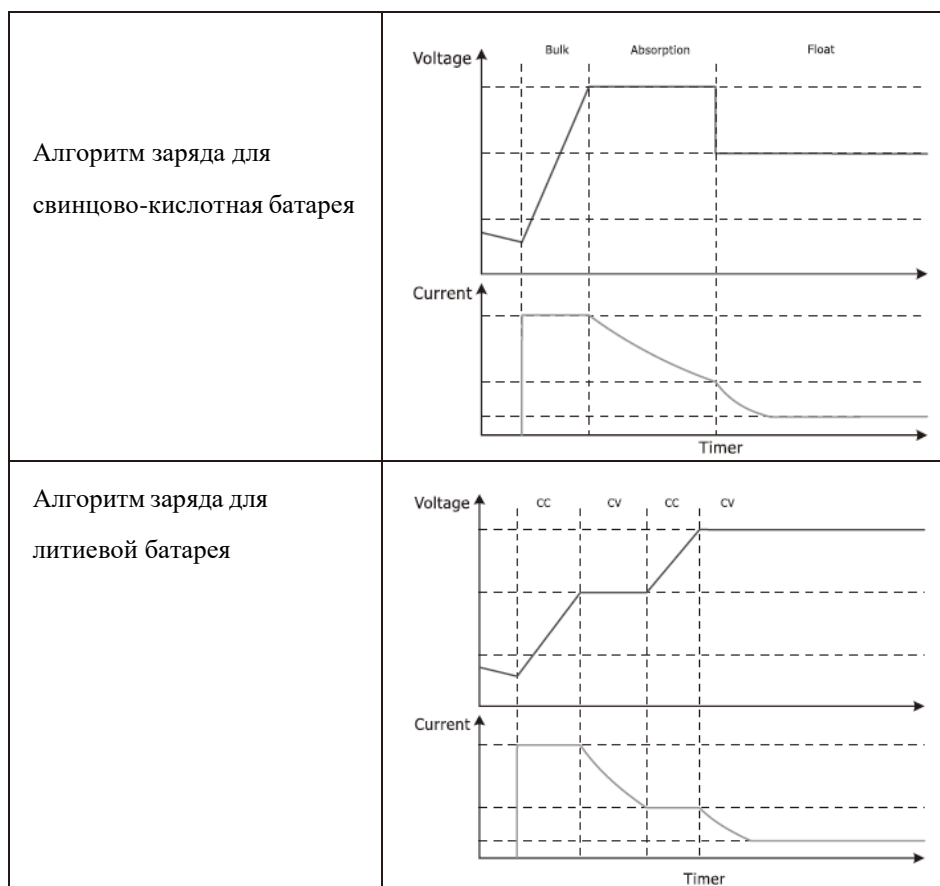 Алгоритм заряда для
свинцово-кислотная батарея
Voltage
Bulk
Absorption
Float
Current
Timer
Алгоритм заряда для
литиевой батарея
Voltage
CC
CV
CC
CV
Current
Timer